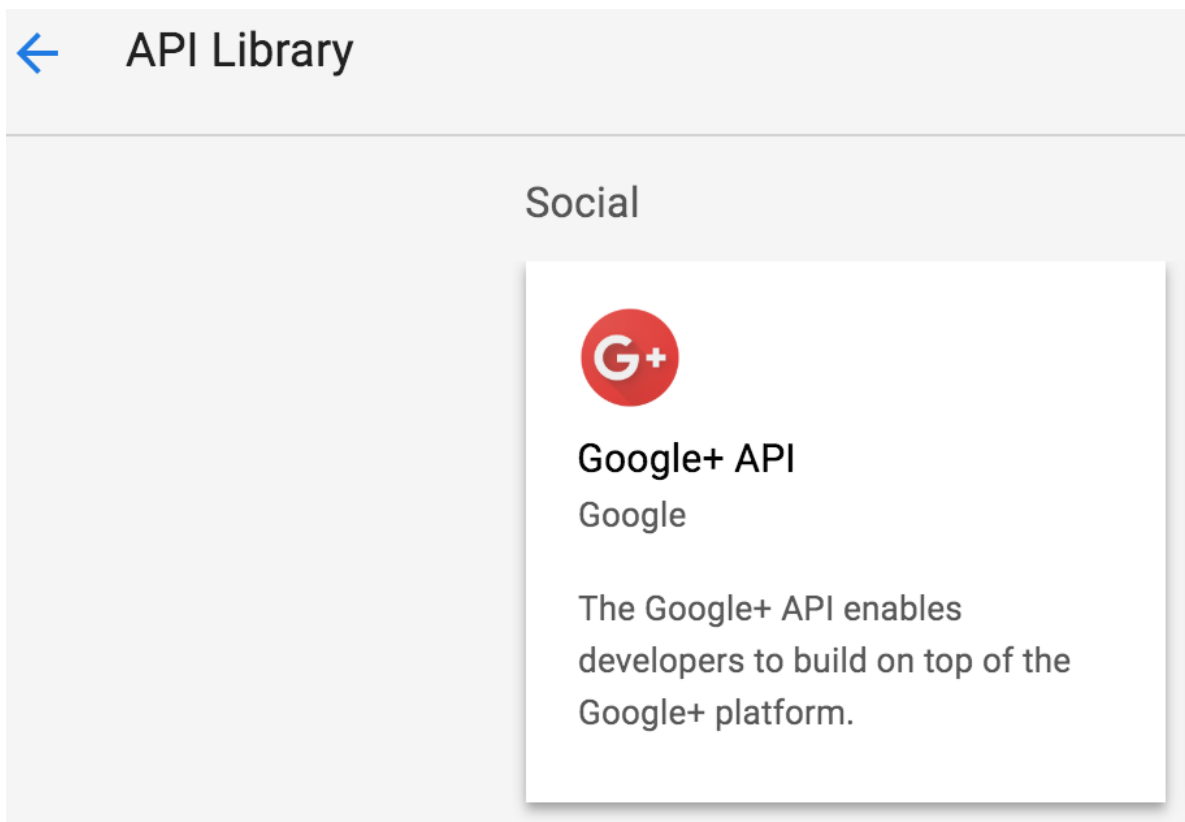 API Library
Social
G+
Google+ API
Google
The Google+ API enables
developers to build on top of the
Google+ platform.